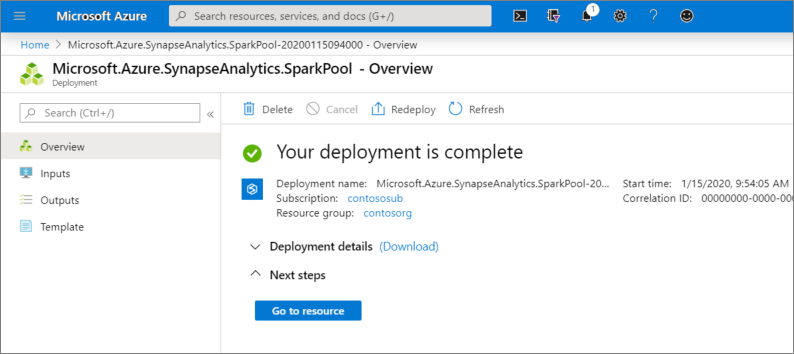 Microsoft Azure
Search resources, services, and docs (G+/)
1
?
Home > Microsoft.Azure.SynapseAnalytics.SparkPool-20200115094000 - Overview
Microsoft.Azure.SynapseAnalytics.SparkPool - Overview
Deployment
Search (Ctrl+/)
«
Delete
Cancel
Redeploy
Refresh
Overview
Inputs
Outputs
Template
Your deployment is complete
Deployment name: Microsoft.Azure.SynapseAnalytics.SparkPool-20...
Subscription: contososub
Resource group: contosorg
Start time: 1/15/2020, 9:54:05 AM
Correlation ID: 00000000-0000-000
Deployment details (Download)
Next steps
Go to resource